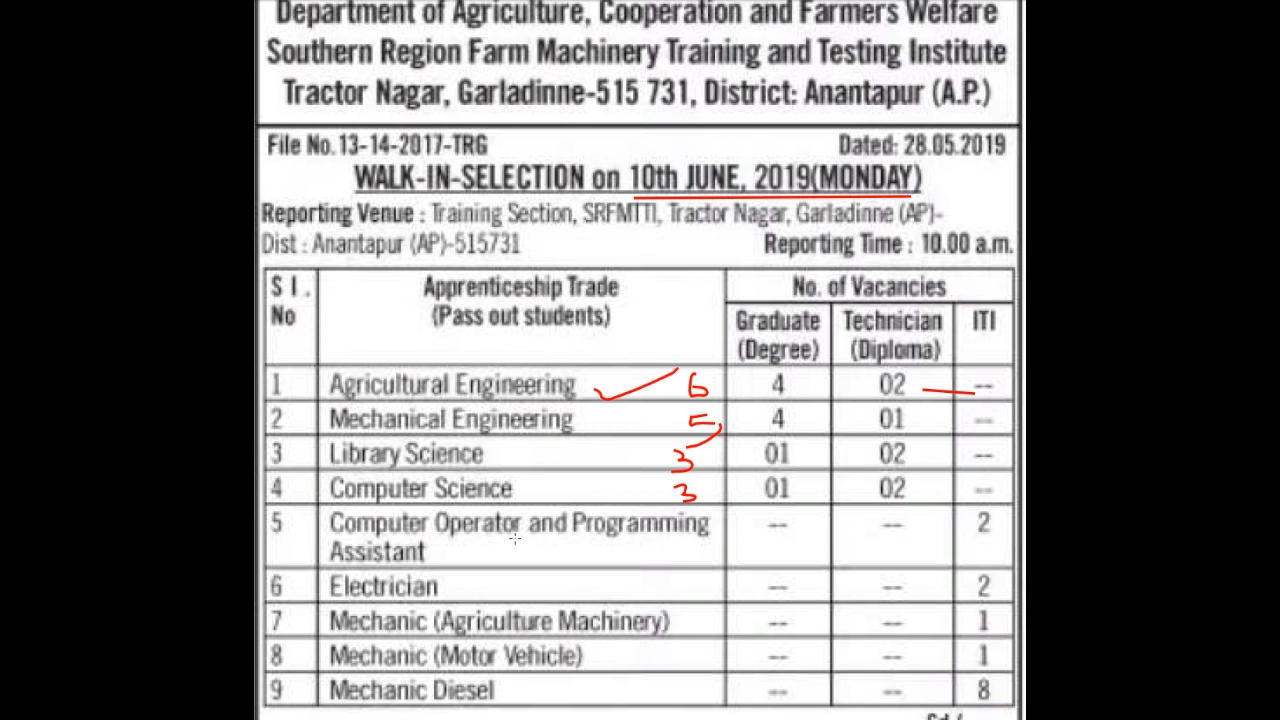 Department of Agriculture, Cooperation and Farmers Welfare
Southern Region Farm Machinery Training and Testing Institute
Tractor Nagar, Garladinne-515 731, District: Anantapur (A.P.)
File No. 13-14-2017-TRG Dated: 28.05.2019
WALK-IN-SELECTION on 10th JUNE, 2019(MONDAY)
Reporting Venue : Training Section, SRFMTTI, Tractor Nagar, Garladinne (AP)-
Dist : Anantapur (AP)-515731 Reporting Time : 10.00 a.m.
S l . Apprenticeship Trade No. of Vacancies
No (Pass out students) Graduate Technician ITI
(Degree) (Diploma)
1 Agricultural Engineering 6 4 02 --
2 Mechanical Engineering 5 4 01 --
3 Library Science 3 01 02 --
4 Computer Science 3 01 02 --
5 Computer Operator and Programming -- -- 2
Assistant
6 Electrician -- -- 2
7 Mechanic (Agriculture Machinery) -- -- 1
8 Mechanic (Motor Vehicle) -- -- 1
9 Mechanic Diesel -- -- 8